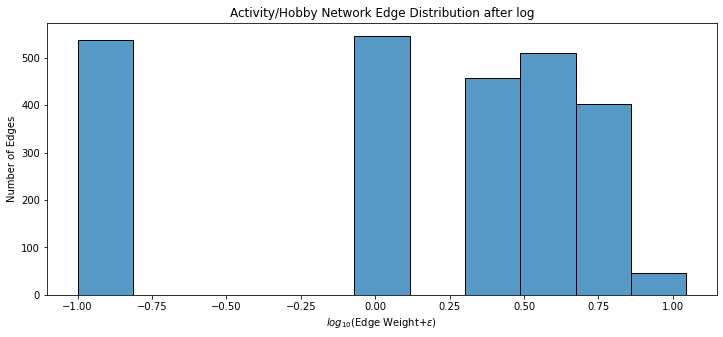 Activity/Hobby Network Edge Distribution after log
500
400
300
200
100
0
Number of Edges
−1.00 −0.75 −0.50 −0.25 0.00 0.25 0.50 0.75 1.00
log₁₀(Edge Weight+ε)